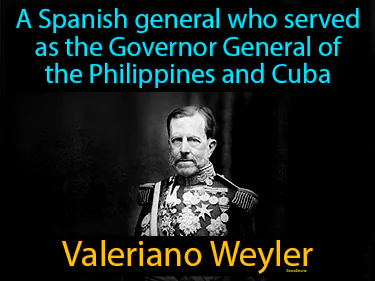 A Spanish general who served
as the Governor General of
the Philippines and Cuba
Valeriano Weyler